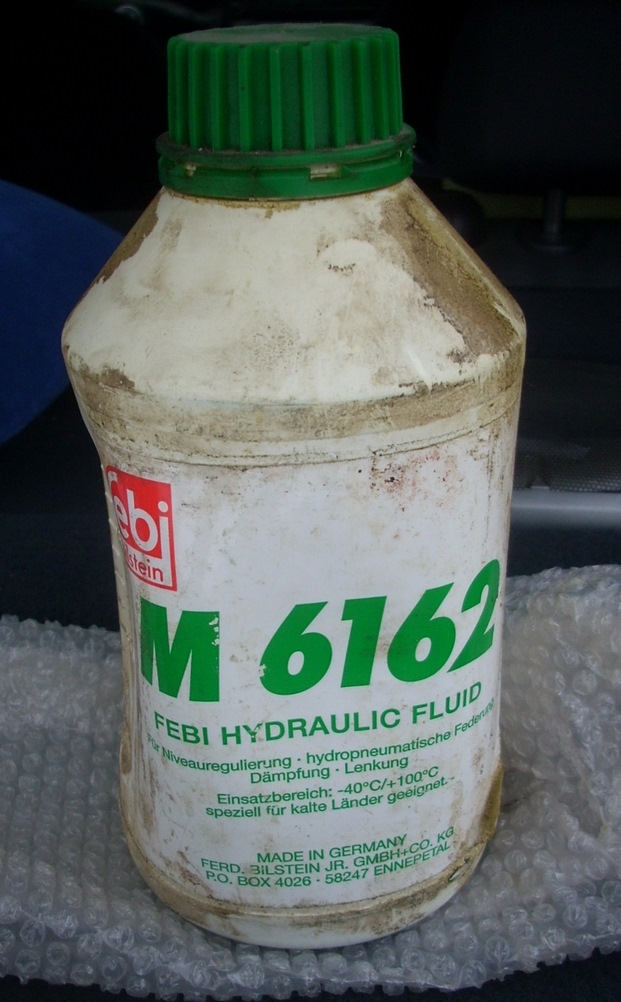 febi
bilstein
M 6162
FEBI HYDRAULIC FLUID
für Niveauregulierung · hydropneumatische Federung
Dämpfung · Lenkung
Einsatzbereich: -40°C/+100°C
speziell für kalte Länder geeignet.
MADE IN GERMANY
FERD. BILSTEIN JR. GMBH+CO. KG
P.O. BOX 4026 · 58247 ENNEPETAL